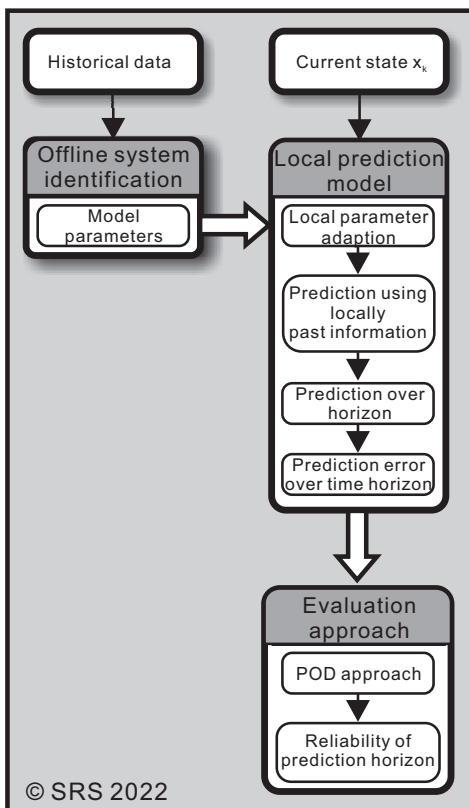 Historical data
Current state xₖ
Offline system
identification
Model
parameters
Local prediction
model
Local parameter
adaption
Prediction using
locally
past information
Prediction over
horizon
Prediction error
over time horizon
Evaluation
approach
POD approach
Reliability of
prediction horizon
© SRS 2022